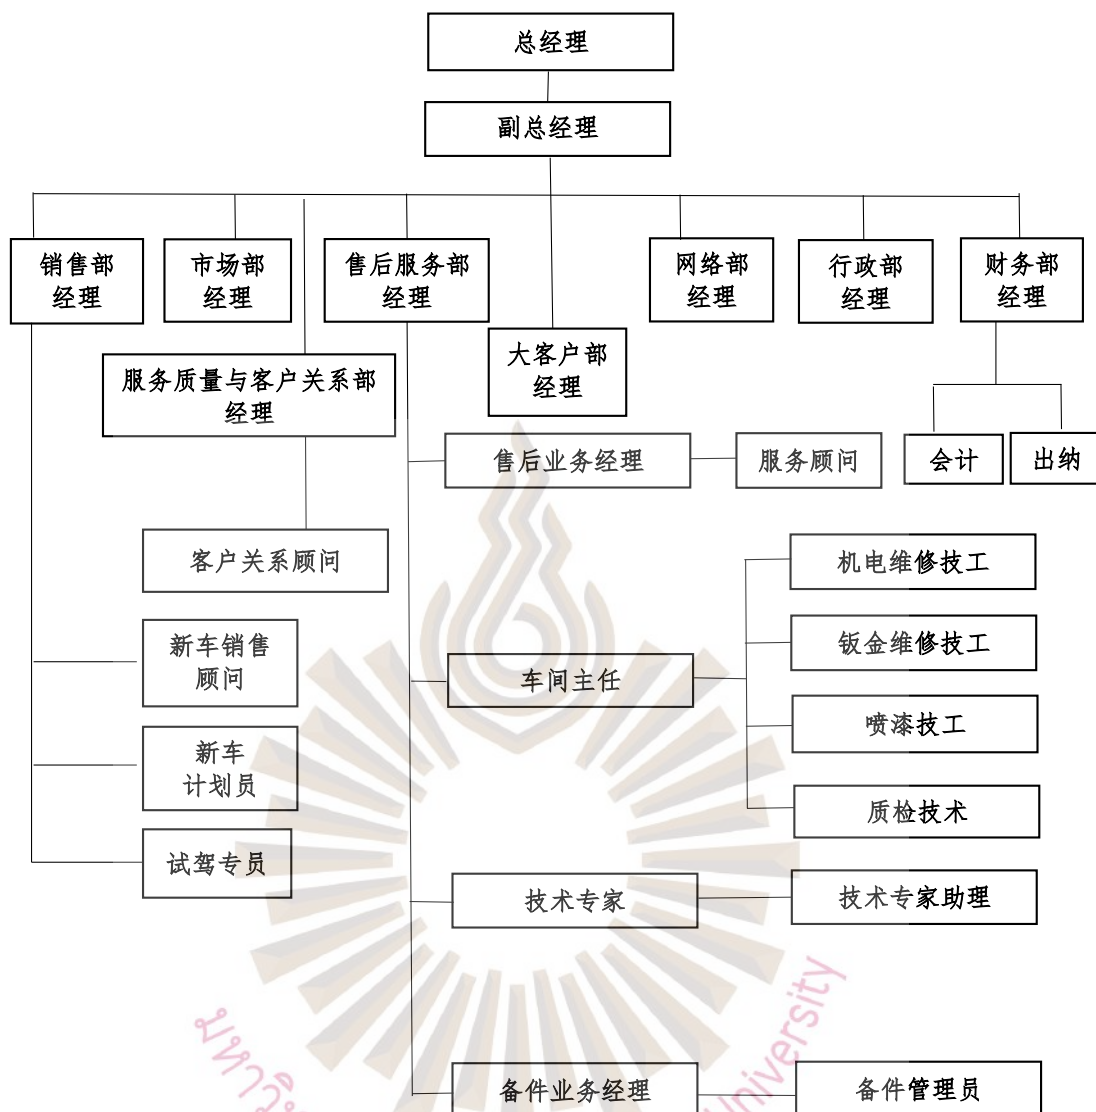 总经理
副总经理
销售部
经理
市场部
经理
售后服务部
经理
网络部
经理
行政部
经理
财务部
经理
大客户部
经理
服务质量与客户关系部
经理
售后业务经理
服务顾问
会计
出纳
客户关系顾问
机电维修技工
新车销售
顾问
钣金维修技工
车间主任
喷漆技工
新车
计划员
质检技术
试驾专员
技术专家
技术专家助理
备件业务经理
备件管理员
University